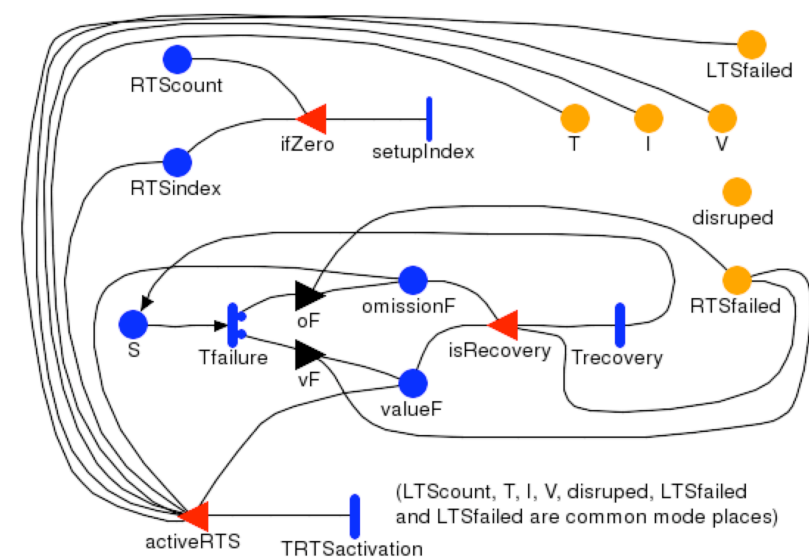 LTSfailed
RTScount
ifZero
setupIndex
T
I
V
RTSindex
disruped
omissionF
RTSfailed
oF
S
Tfailure
isRecovery
Trecovery
vF
valueF
(LTScount, T, I, V, disruped, LTSfailed
and LTSfailed are common mode places)
activeRTS
TRTSactivation